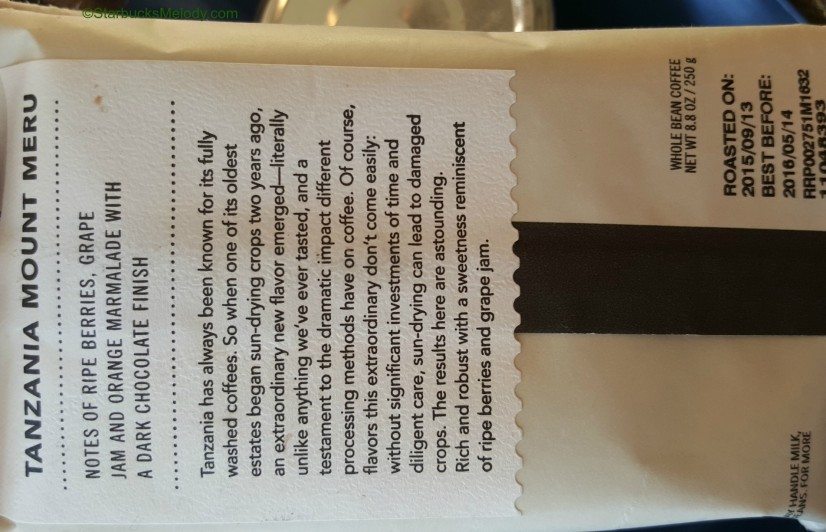 ©StarbucksMelody.com
TANZANIA MOUNT MERU
NOTES OF RIPE BERRIES, GRAPE
JAM AND ORANGE MARMALADE WITH
A DARK CHOCOLATE FINISH
Tanzania has always been known for its fully
washed coffees. So when one of its oldest
estates began sun-drying crops two years ago,
an extraordinary new flavor emerged—literally
unlike anything we've ever tasted, and a
testament to the dramatic impact different
processing methods have on coffee. Of course,
flavors this extraordinary don't come easily:
without significant investments of time and
diligent care, sun-drying can lead to damaged
crops. The results here are astounding.
Rich and robust with a sweetness reminiscent
of ripe berries and grape jam.
WHOLE BEAN COFFEE
NET WT 8.8 OZ / 250 g
ROASTED ON:
2015/09/13
BEST BEFORE:
2016/05/14
RRP002751M1632
11048393
HANDLE MILK,
FOR MORE